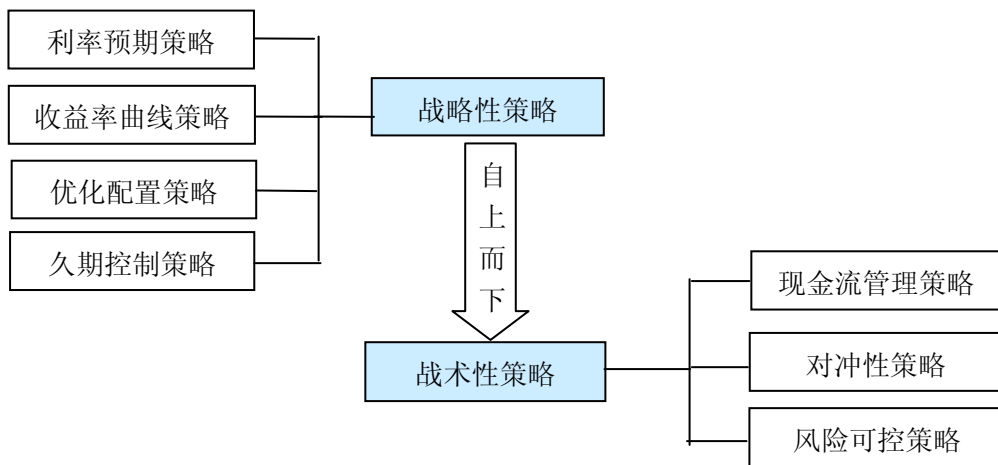 利率预期策略
收益率曲线策略
优化配置策略
久期控制策略
战略性策略
自
上
而
下
战术性策略
现金流管理策略
对冲性策略
风险可控策略